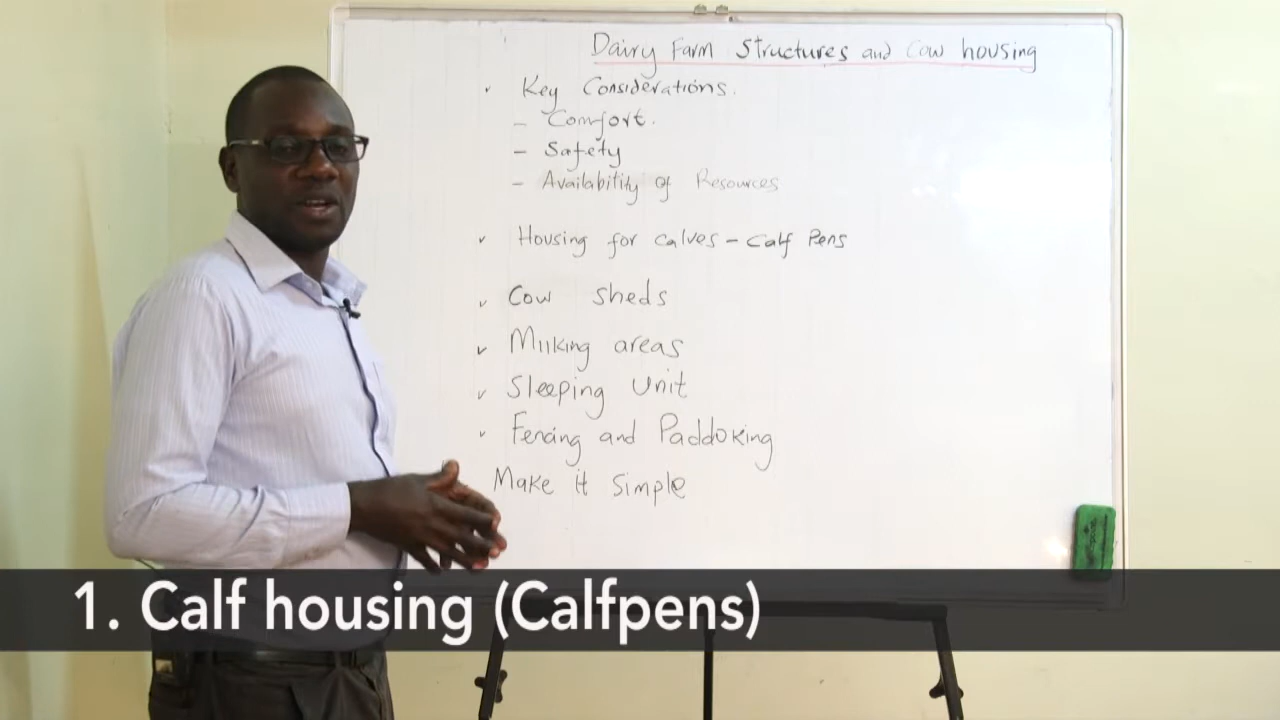 Dairy Farm Structures and Cow housing
Key Considerations.
- Comfort.
- Safety
- Availability of Resources
Housing for calves - Calf Pens
Cow sheds
Milking areas
Sleeping Unit
Fencing and Paddoking
Make it simple
1. Calf housing (Calfpens)